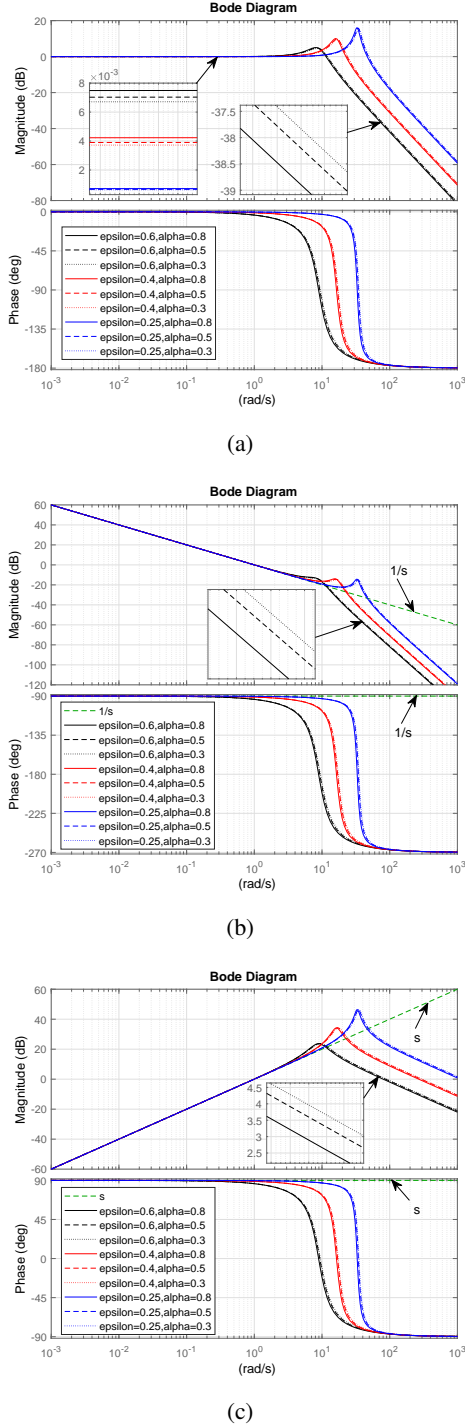 Bode Diagram
Magnitude (dB)
20
0
-20
-40
-60
-80
×10⁻³
8
6
4
2
-37.5
-38
-38.5
-39
Phase (deg)
0
-45
-90
-135
-180
epsilon=0.6,alpha=0.8
epsilon=0.6,alpha=0.5
epsilon=0.6,alpha=0.3
epsilon=0.4,alpha=0.8
epsilon=0.4,alpha=0.5
epsilon=0.4,alpha=0.3
epsilon=0.25,alpha=0.8
epsilon=0.25,alpha=0.5
epsilon=0.25,alpha=0.3
10⁻³ 10⁻² 10⁻¹ 10⁰ 10¹ 10² 10³
(rad/s)
(a)
Bode Diagram
Magnitude (dB)
60
40
20
0
-20
-40
-60
-80
-100
-120
1/s
Phase (deg)
-90
-135
-180
-225
-270
1/s
1/s
epsilon=0.6,alpha=0.8
epsilon=0.6,alpha=0.5
epsilon=0.6,alpha=0.3
epsilon=0.4,alpha=0.8
epsilon=0.4,alpha=0.5
epsilon=0.4,alpha=0.3
epsilon=0.25,alpha=0.8
epsilon=0.25,alpha=0.5
epsilon=0.25,alpha=0.3
10⁻³ 10⁻² 10⁻¹ 10⁰ 10¹ 10² 10³
(rad/s)
(b)
Bode Diagram
Magnitude (dB)
60
40
20
0
-20
-40
-60
s
4.5
4
3.5
3
2.5
Phase (deg)
90
45
0
-45
-90
s
s
epsilon=0.6,alpha=0.8
epsilon=0.6,alpha=0.5
epsilon=0.6,alpha=0.3
epsilon=0.4,alpha=0.8
epsilon=0.4,alpha=0.5
epsilon=0.4,alpha=0.3
epsilon=0.25,alpha=0.8
epsilon=0.25,alpha=0.5
epsilon=0.25,alpha=0.3
10⁻³ 10⁻² 10⁻¹ 10⁰ 10¹ 10² 10³
(rad/s)
(c)